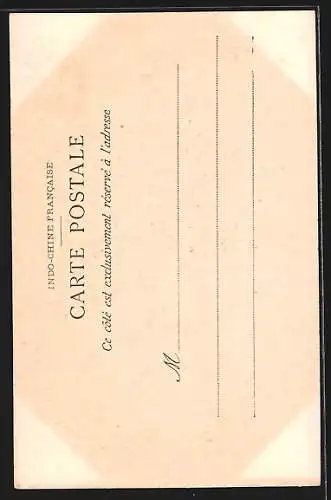 INDO-CHINE FRANÇAISE
CARTE POSTALE
Ce côté est exclusivement réservé à l'adresse
M